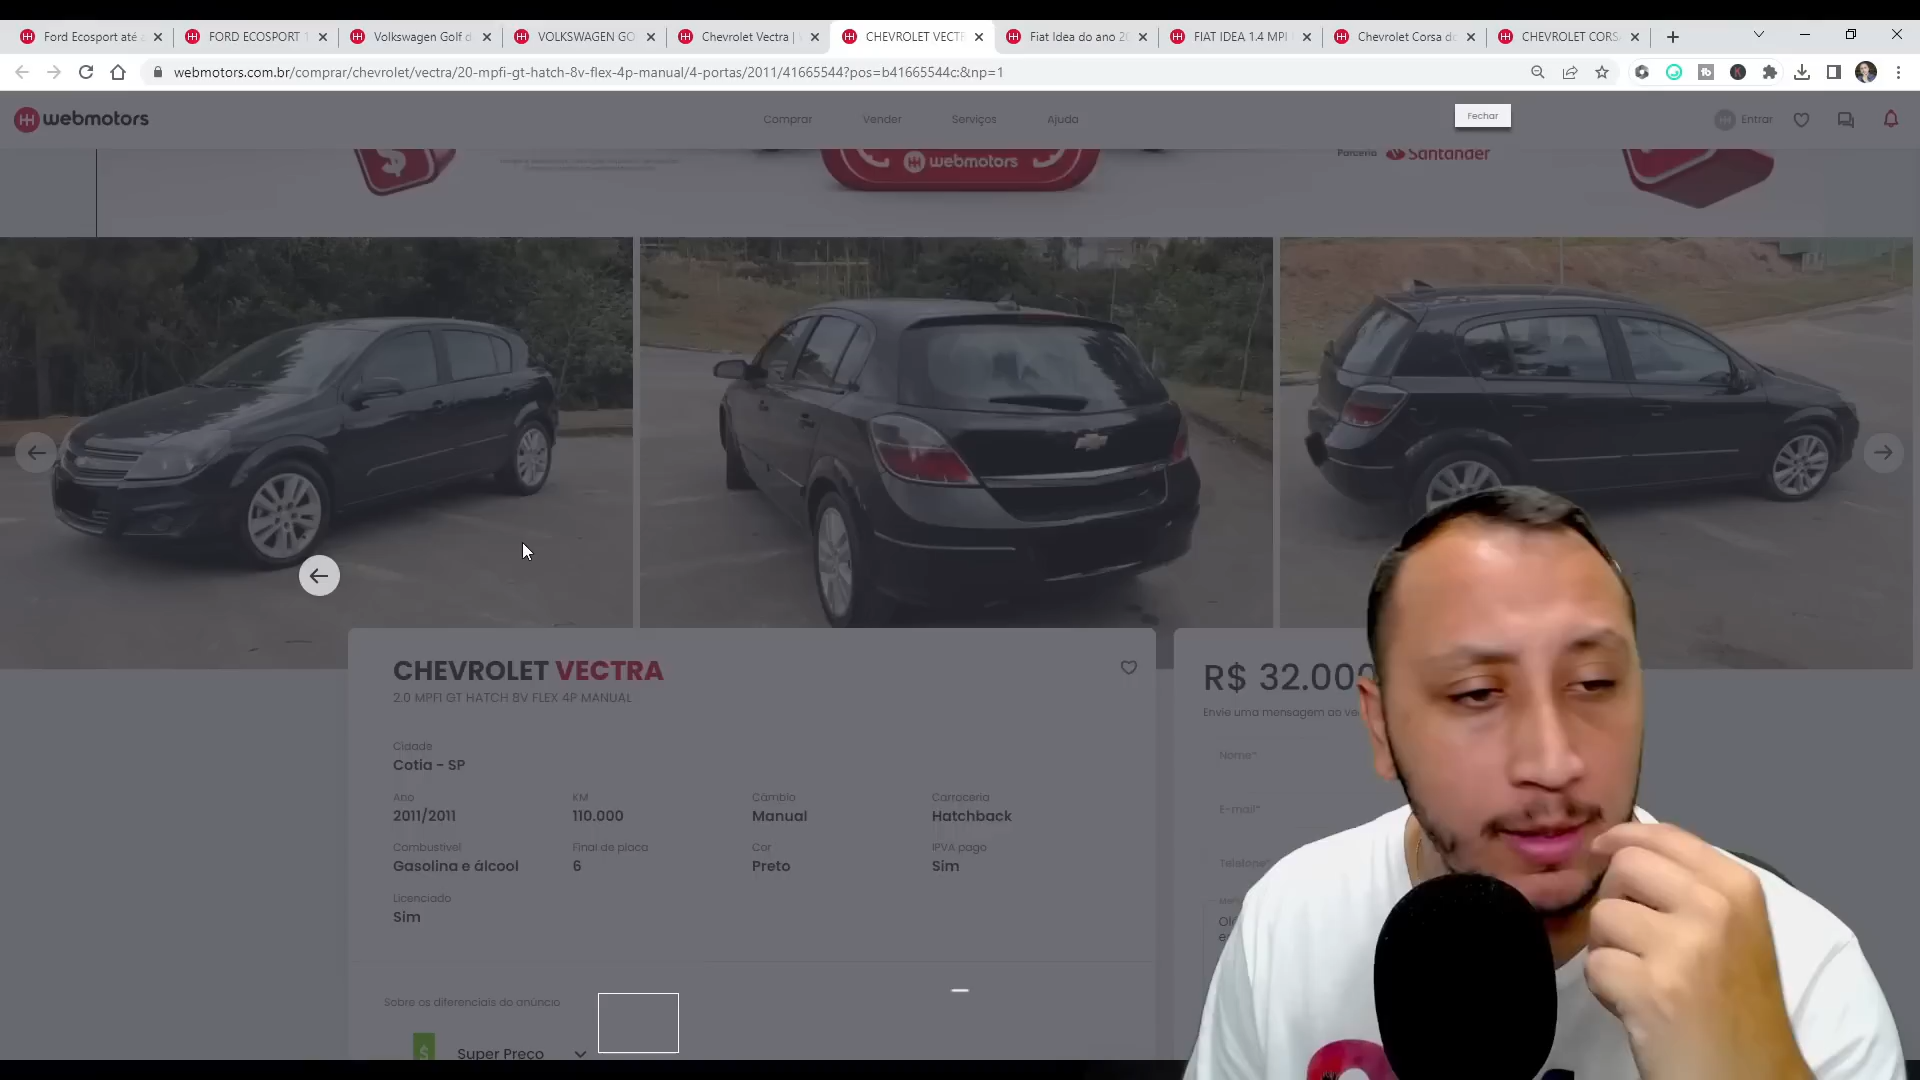 Ford Ecosport até
FORD ECOSPORT 1
Volkswagen Golf d
VOLKSWAGEN GO
Chevrolet Vectra |
CHEVROLET VECT
Fiat Idea do ano 20
FIAT IDEA 1.4 MPI
Chevrolet Corsa do
CHEVROLET CORS
webmotors.com.br/comprar/chevrolet/vectra/20-mpfi-gt-hatch-8v-flex-4p-manual/4-portas/2011/41665544?pos=b41665544c:&np=1
webmotors
Comprar
Vender
Serviços
Ajuda
Fechar
Entrar
webmotors
Parceria
Santander
CHEVROLET VECTRA
2.0 MPFI GT HATCH 8V FLEX 4P MANUAL
R$ 32.00
Envie uma mensagem ao ve
Nome*
E-mail*
Telefone*
Cidade
Cotia - SP
Ano
2011/2011
KM
110.000
Câmbio
Manual
Carroceria
Hatchback
Combustível
Gasolina e álcool
Final de placa
6
Cor
Preto
IPVA pago
Sim
Licenciado
Sim
Sobre os diferenciais do anúncio
Super Preço